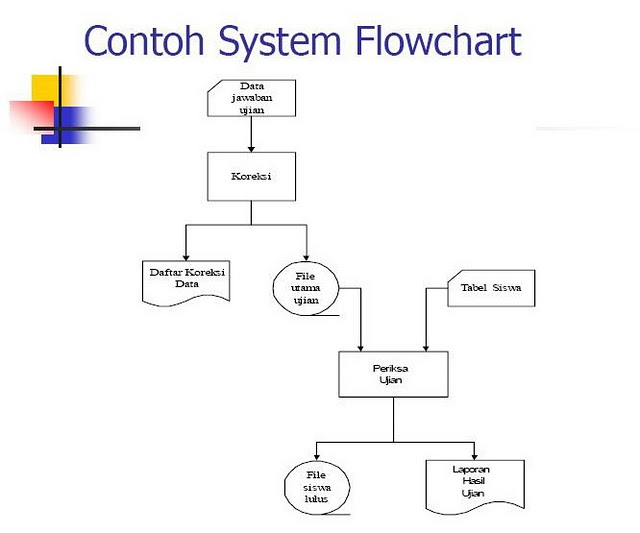 Contoh System Flowchart
Data
jawaban
ujian
Koreksi
Daftar Koreksi
Data
File
utama
ujian
Tabel Siswa
Periksa
Ujian
File
siswa
lulus
Laporan
Hasil
Ujian